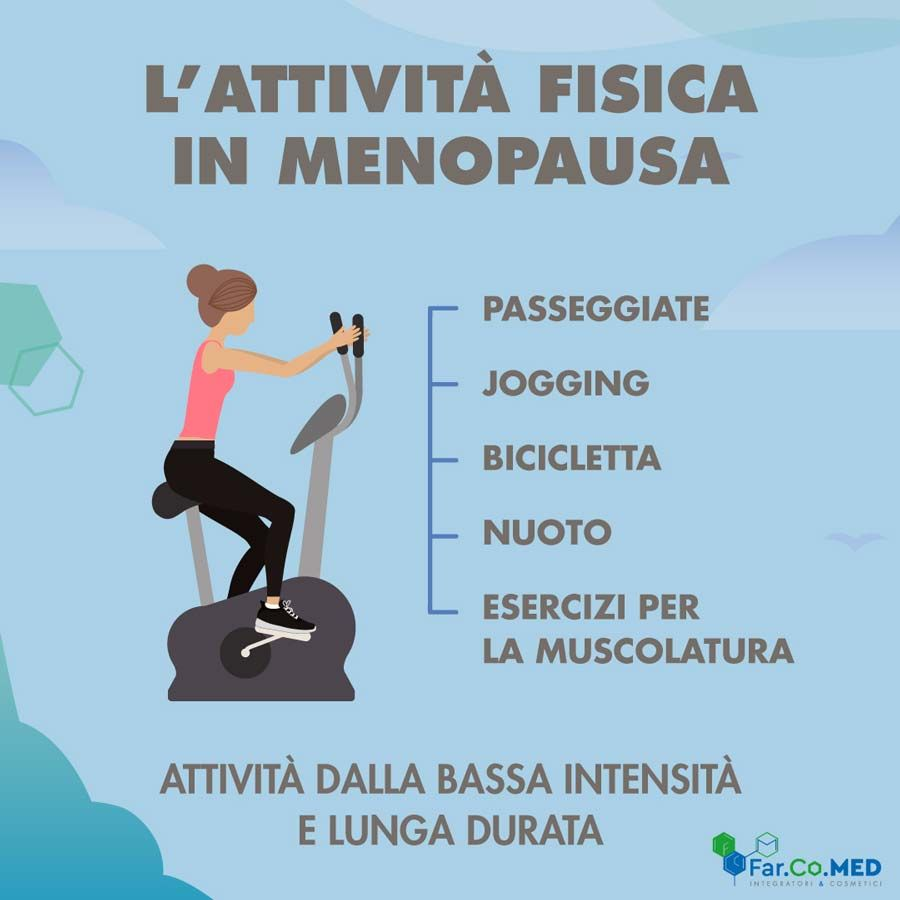 L'ATTIVITÀ FISICA
IN MENOPAUSA
PASSEGGIATE
JOGGING
BICICLETTA
NUOTO
ESERCIZI PER
LA MUSCOLATURA
ATTIVITÀ DALLA BASSA INTENSITÀ
E LUNGA DURATA
Far.Co.MED
INTEGRATORI & COSMETICI